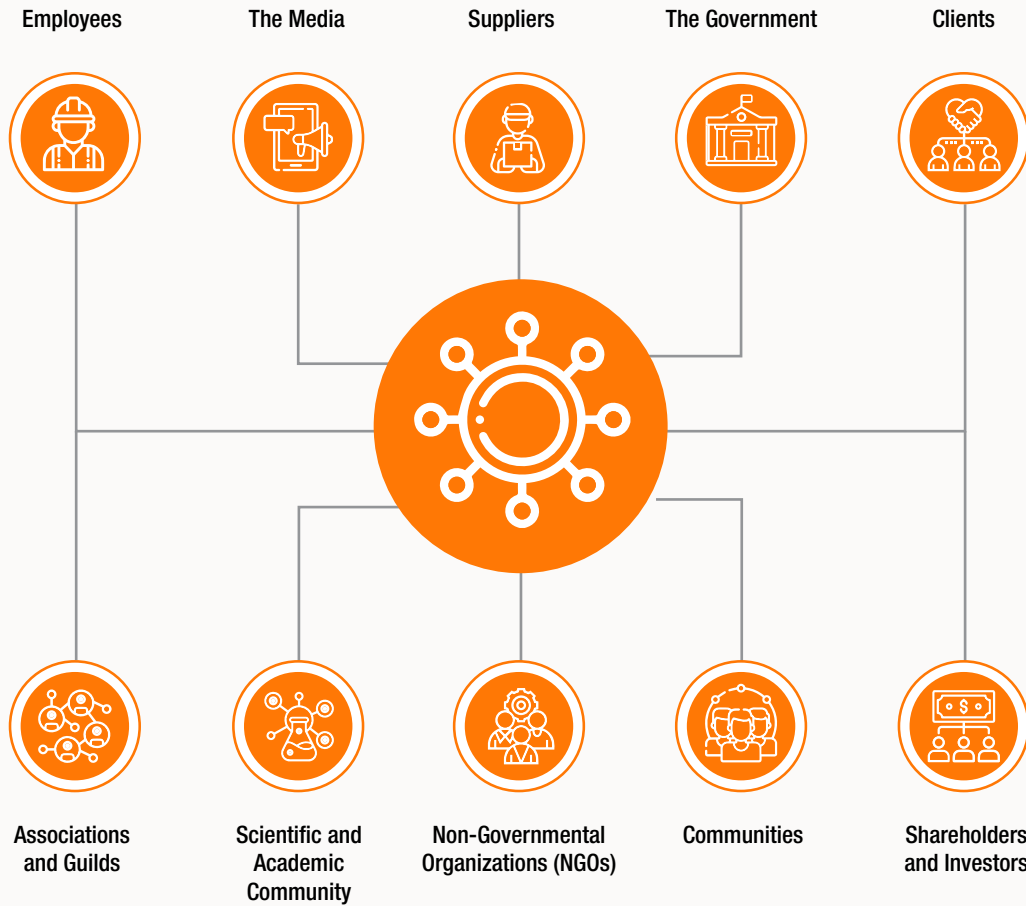 Employees
The Media
Suppliers
The Government
Clients
$
Associations
and Guilds
Scientific and
Academic
Community
Non-Governmental
Organizations (NGOs)
Communities
Shareholders
and Investors